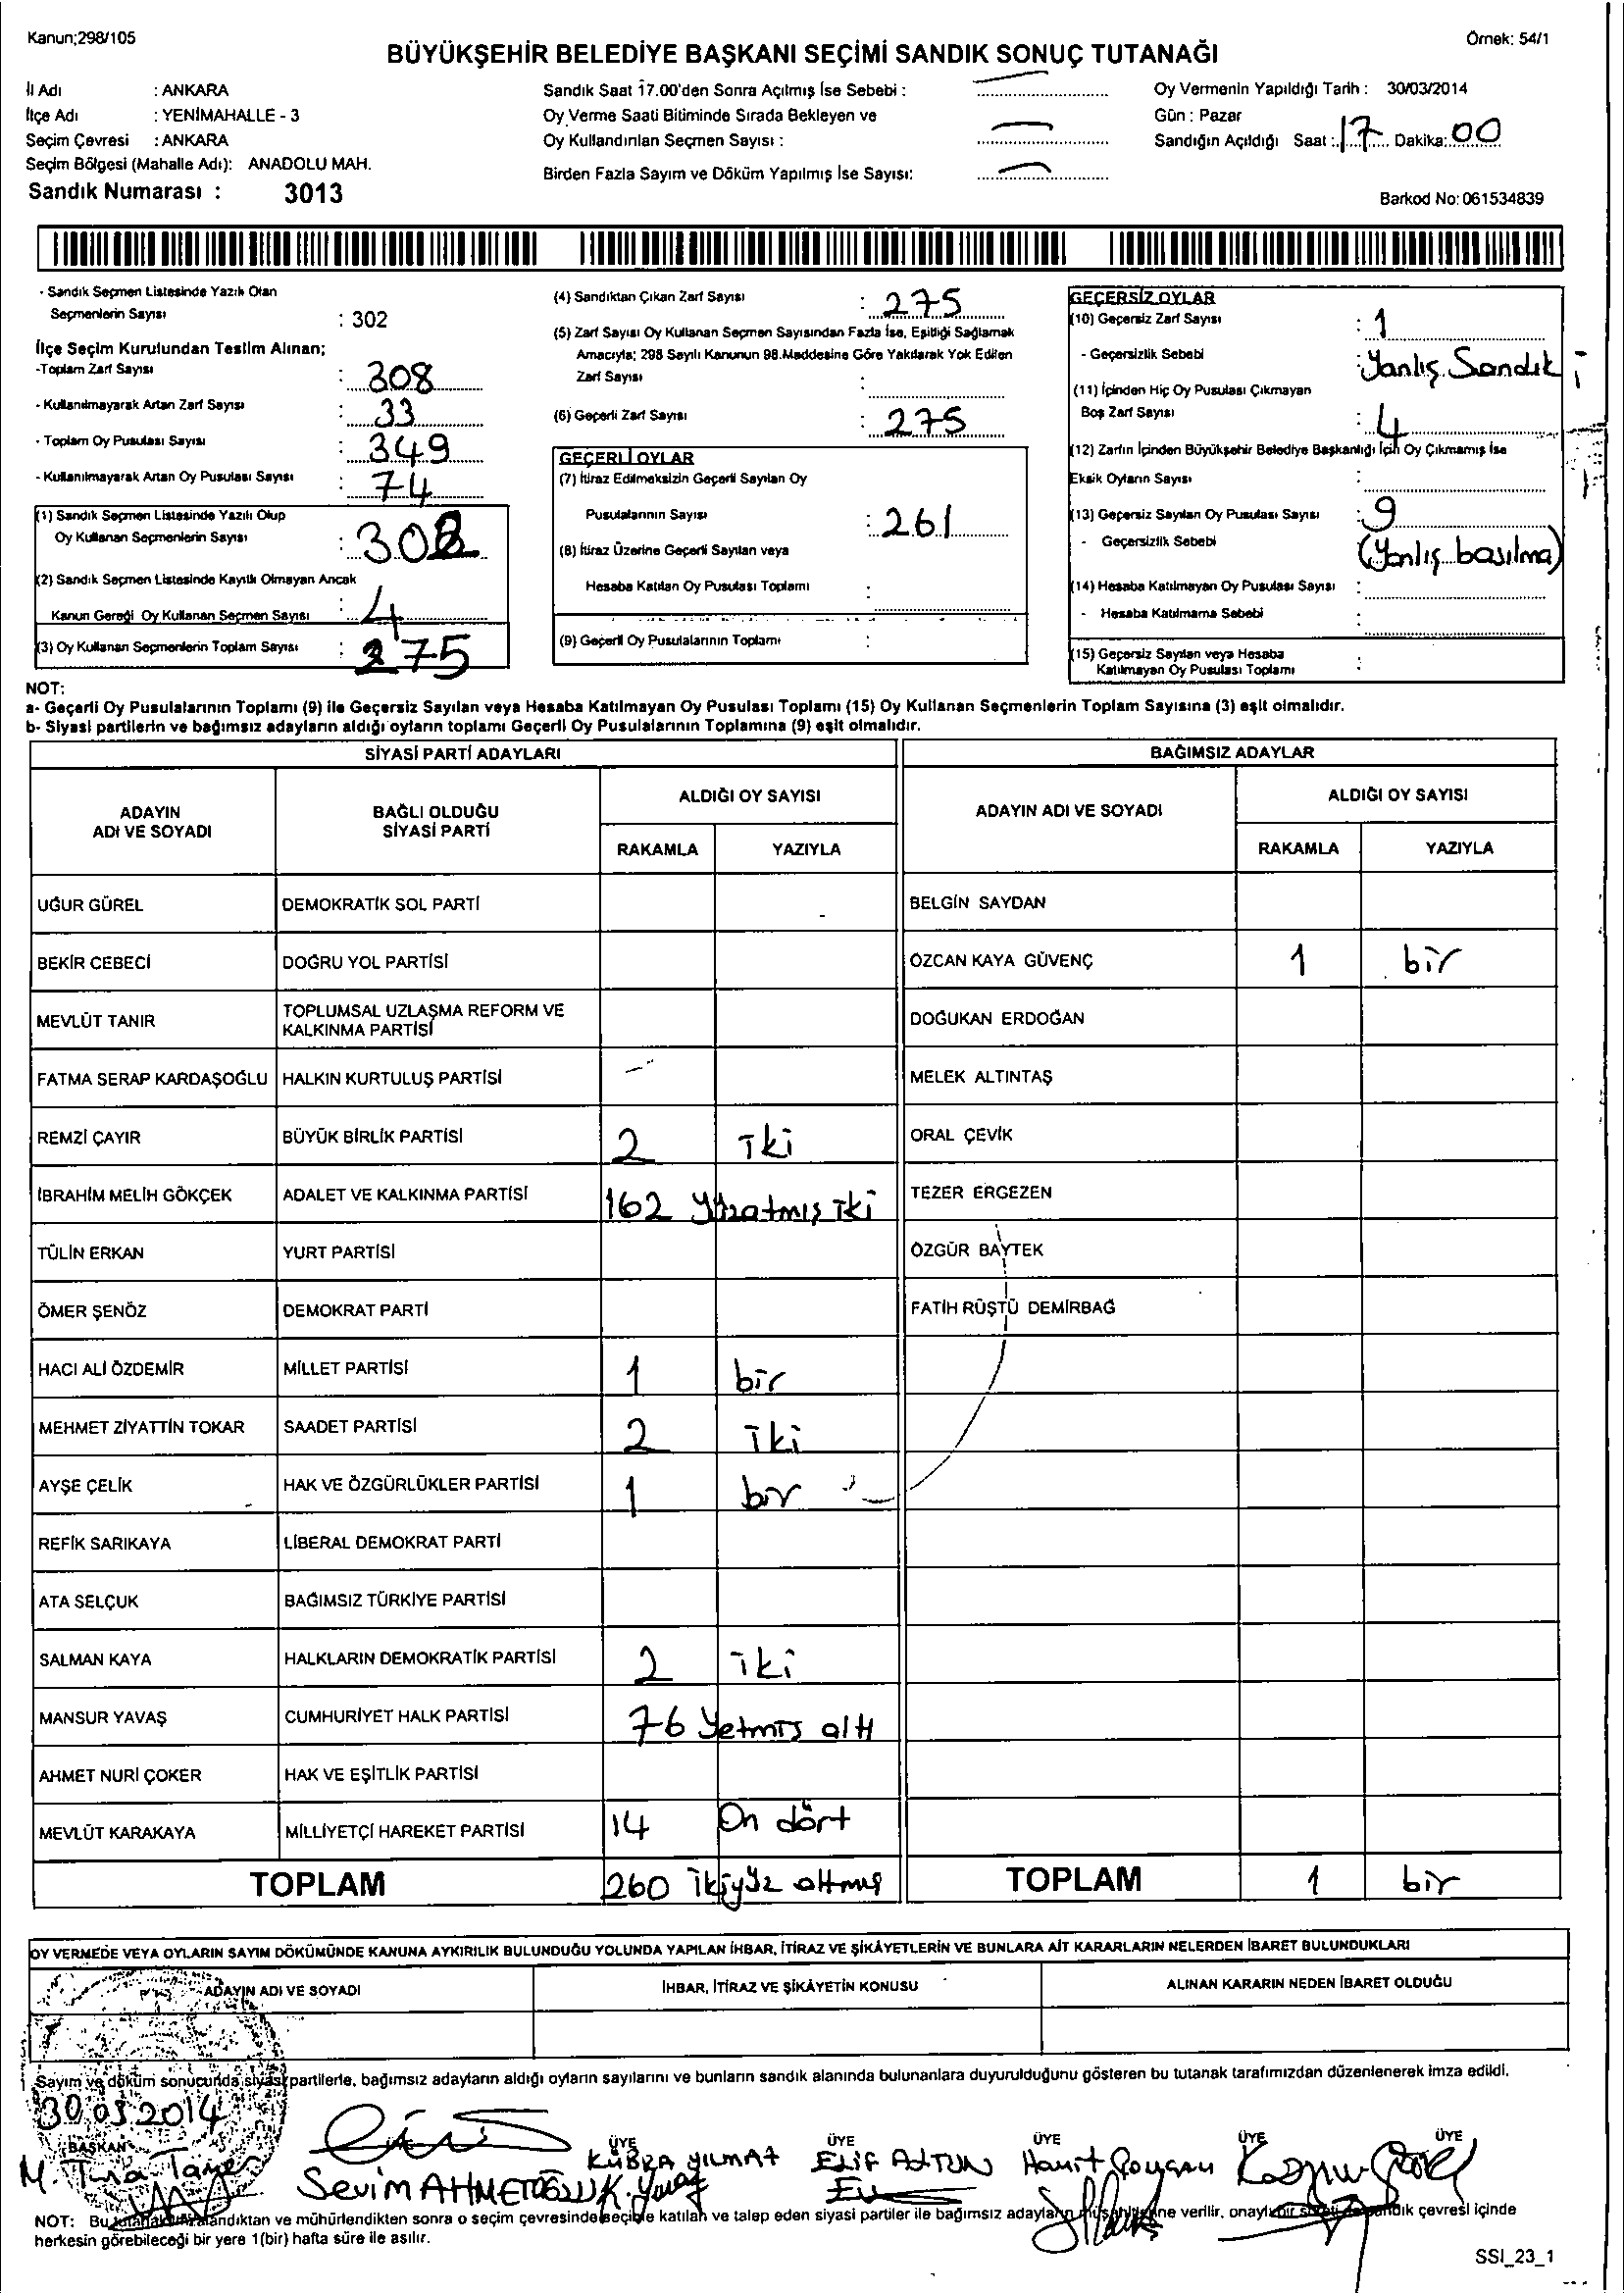 Kanun;298/105
Örnek: 54/1
BÜYÜKŞEHİR BELEDİYE BAŞKANI SEÇİMİ SANDIK SONUÇ TUTANAĞI
İl Adı : ANKARA
İlçe Adı : YENİMAHALLE - 3
Seçim Çevresi : ANKARA
Seçim Bölgesi (Mahalle Adı): ANADOLU MAH.
Sandık Numarası : 3013
Sandık Saat 17.00'den Sonra Açılmış İse Sebebi :
Oy Verme Saati Bitiminde Sırada Bekleyen ve
Oy Kullandırılan Seçmen Sayısı :
Birden Fazla Sayım ve Döküm Yapılmış İse Sayısı:
Oy Vermenin Yapıldığı Tarih : 30/03/2014
Gün : Pazar
Sandığın Açıldığı Saat : 17 Dakika: 00
Barkod No: 061534839
- Sandık Seçmen Listesinde Yazılı Olan
Seçmenlerin Sayısı : 302
İlçe Seçim Kurulundan Teslim Alınan;
-Toplam Zarf Sayısı : 308
- Kullanılmayarak Artan Zarf Sayısı : 33
- Toplam Oy Pusulası Sayısı : 349
- Kullanılmayarak Artan Oy Pusulası Sayısı : 74
(1) Sandık Seçmen Listesinde Yazılı Olup
Oy Kullanan Seçmenlerin Sayısı : 308
(2) Sandık Seçmen Listesinde Kayıtlı Olmayan Ancak
Kanun Gereği Oy Kullanan Seçmen Sayısı : 4
(3) Oy Kullanan Seçmenlerin Toplam Sayısı : 275
(4) Sandıktan Çıkan Zarf Sayısı : 275
(5) Zarf Sayısı Oy Kullanan Seçmen Sayısından Fazla İse, Eşitliği Sağlamak
Amacıyla; 298 Sayılı Kanunun 98.Maddesine Göre Yakılarak Yok Edilen
Zarf Sayısı :
(6) Geçerli Zarf Sayısı : 275
GEÇERLİ OYLAR
(7) İtiraz Edilmeksizin Geçerli Sayılan Oy
Pusulalarının Sayısı : 261
(8) İtiraz Üzerine Geçerli Sayılan veya
Hesaba Katılan Oy Pusulası Toplamı :
(9) Geçerli Oy Pusulalarının Toplamı :
GEÇERSİZ OYLAR
(10) Geçersiz Zarf Sayısı : 1
- Geçersizlik Sebebi : Yanlış Sandık
(11) İçinden Hiç Oy Pusulası Çıkmayan
Boş Zarf Sayısı : 4
(12) Zarfın İçinden Büyükşehir Belediye Başkanlığı İçin Oy Çıkmamış İse
Eksik Oyların Sayısı :
(13) Geçersiz Sayılan Oy Pusulası Sayısı : 9
- Geçersizlik Sebebi (Yanlış basılma)
(14) Hesaba Katılmayan Oy Pusulası Sayısı :
- Hesaba Katılmama Sebebi :
(15) Geçersiz Sayılan veya Hesaba
Katılmayan Oy Pusulası Toplamı :
NOT:
a- Geçerli Oy Pusulalarının Toplamı (9) ile Geçersiz Sayılan veya Hesaba Katılmayan Oy Pusulası Toplamı (15) Oy Kullanan Seçmenlerin Toplam Sayısına (3) eşit olmalıdır.
b- Siyasi partilerin ve bağımsız adayların aldığı oyların toplamı Geçerli Oy Pusulalarının Toplamına (9) eşit olmalıdır.
SİYASİ PARTİ ADAYLARI BAĞIMSIZ ADAYLAR
ADAYIN ADI VE SOYADI BAĞLI OLDUĞU SİYASİ PARTİ ALDIĞI OY SAYISI ADAYIN ADI VE SOYADI ALDIĞI OY SAYISI
RAKAMLA YAZIYLA RAKAMLA YAZIYLA
UĞUR GÜREL DEMOKRATİK SOL PARTİ BELGİN SAYDAN
BEKİR CEBECİ DOĞRU YOL PARTİSİ ÖZCAN KAYA GÜVENÇ 1 bir
MEVLÜT TANIR TOPLUMSAL UZLAŞMA REFORM VE KALKINMA PARTİSİ DOĞUKAN ERDOĞAN
FATMA SERAP KARDAŞOĞLU HALKIN KURTULUŞ PARTİSİ MELEK ALTINTAŞ
REMZİ ÇAYIR BÜYÜK BİRLİK PARTİSİ 2 iki ORAL ÇEVİK
İBRAHİM MELİH GÖKÇEK ADALET VE KALKINMA PARTİSİ 162 Yüzatmış iki TEZER ERGEZEN
TÜLİN ERKAN YURT PARTİSİ ÖZGÜR BAYTEK
ÖMER ŞENÖZ DEMOKRAT PARTİ FATİH RÜŞTÜ DEMİRBAĞ
HACI ALİ ÖZDEMİR MİLLET PARTİSİ 1 bir
MEHMET ZİYATTİN TOKAR SAADET PARTİSİ 2 iki
AYŞE ÇELİK HAK VE ÖZGÜRLÜKLER PARTİSİ 1 bir
REFİK SARIKAYA LİBERAL DEMOKRAT PARTİ
ATA SELÇUK BAĞIMSIZ TÜRKİYE PARTİSİ
SALMAN KAYA HALKLARIN DEMOKRATİK PARTİSİ 2 iki
MANSUR YAVAŞ CUMHURİYET HALK PARTİSİ 76 Yetmiş altı
AHMET NURİ ÇOKER HAK VE EŞİTLİK PARTİSİ
MEVLÜT KARAKAYA MİLLİYETÇİ HAREKET PARTİSİ 14 On dört
TOPLAM 260 ikiyüz altmış TOPLAM 1 bir
OY VERMEDE VEYA OYLARIN SAYIM DÖKÜMÜNDE KANUNA AYKIRILIK BULUNDUĞU YOLUNDA YAPILAN İHBAR, İTİRAZ VE ŞİKAYETLERİN VE BUNLARA AİT KARARLARIN NELERDEN İBARET BULUNDUKLARI
ADAYIN ADI VE SOYADI İHBAR, İTİRAZ VE ŞİKAYETİN KONUSU ALINAN KARARIN NEDEN İBARET OLDUĞU
Sayım ve döküm sonucunda siyasi partilerle, bağımsız adayların aldığı oyların sayılarını ve bunların sandık alanında bulunanlara duyurulduğunu gösteren bu tutanak tarafımızdan düzenlenerek imza edildi.
30.03.2014
BAŞKAN ÜYE ÜYE ÜYE ÜYE ÜYE
Sevim AHMETOĞLU KÜBRA YILMAZ ELİF ALTUN
NOT: Bu tutanak imzalandıktan ve mühürlendikten sonra o seçim çevresinde seçime katılan ve talep eden siyasi partiler ile bağımsız adayların müşahitlerine verilir, onaylı bir sureti de sandık çevresi içinde
herkesin görebileceği bir yere 1(bir) hafta süre ile asılır.
SSI_23_1